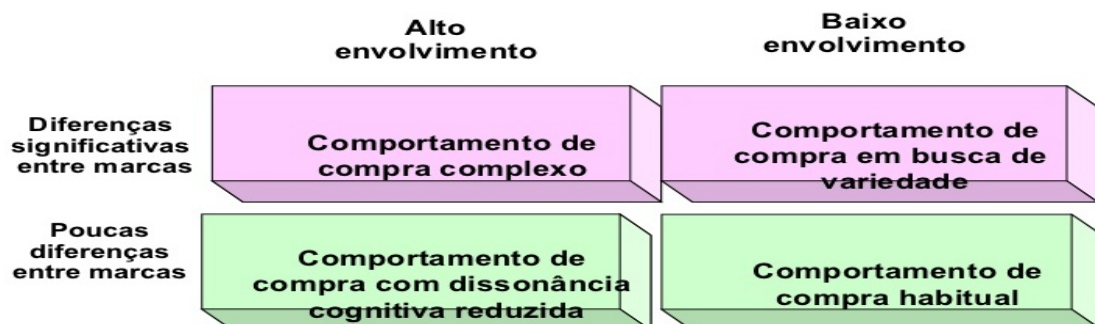 Alto
envolvimento
Baixo
envolvimento
Diferenças
significativas
entre marcas
Comportamento de
compra complexo
Comportamento de
compra em busca de
variedade
Poucas
diferenças
entre marcas
Comportamento de
compra com dissonância
cognitiva reduzida
Comportamento de
compra habitual